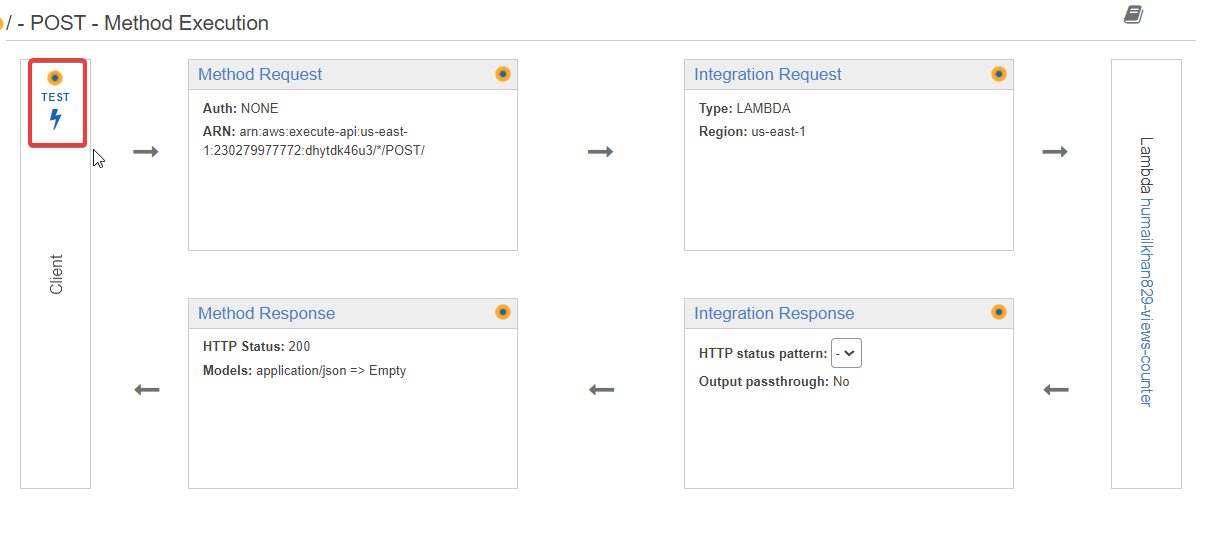 / - POST - Method Execution
TEST
Client
Method Request
Auth: NONE
ARN: arn:aws:execute-api:us-east-
1:230279977772:dhytdk46u3/*/POST/
Integration Request
Type: LAMBDA
Region: us-east-1
Lambda humailkhan829-views-counter
Method Response
HTTP Status: 200
Models: application/json => Empty
Integration Response
HTTP status pattern: -
Output passthrough: No